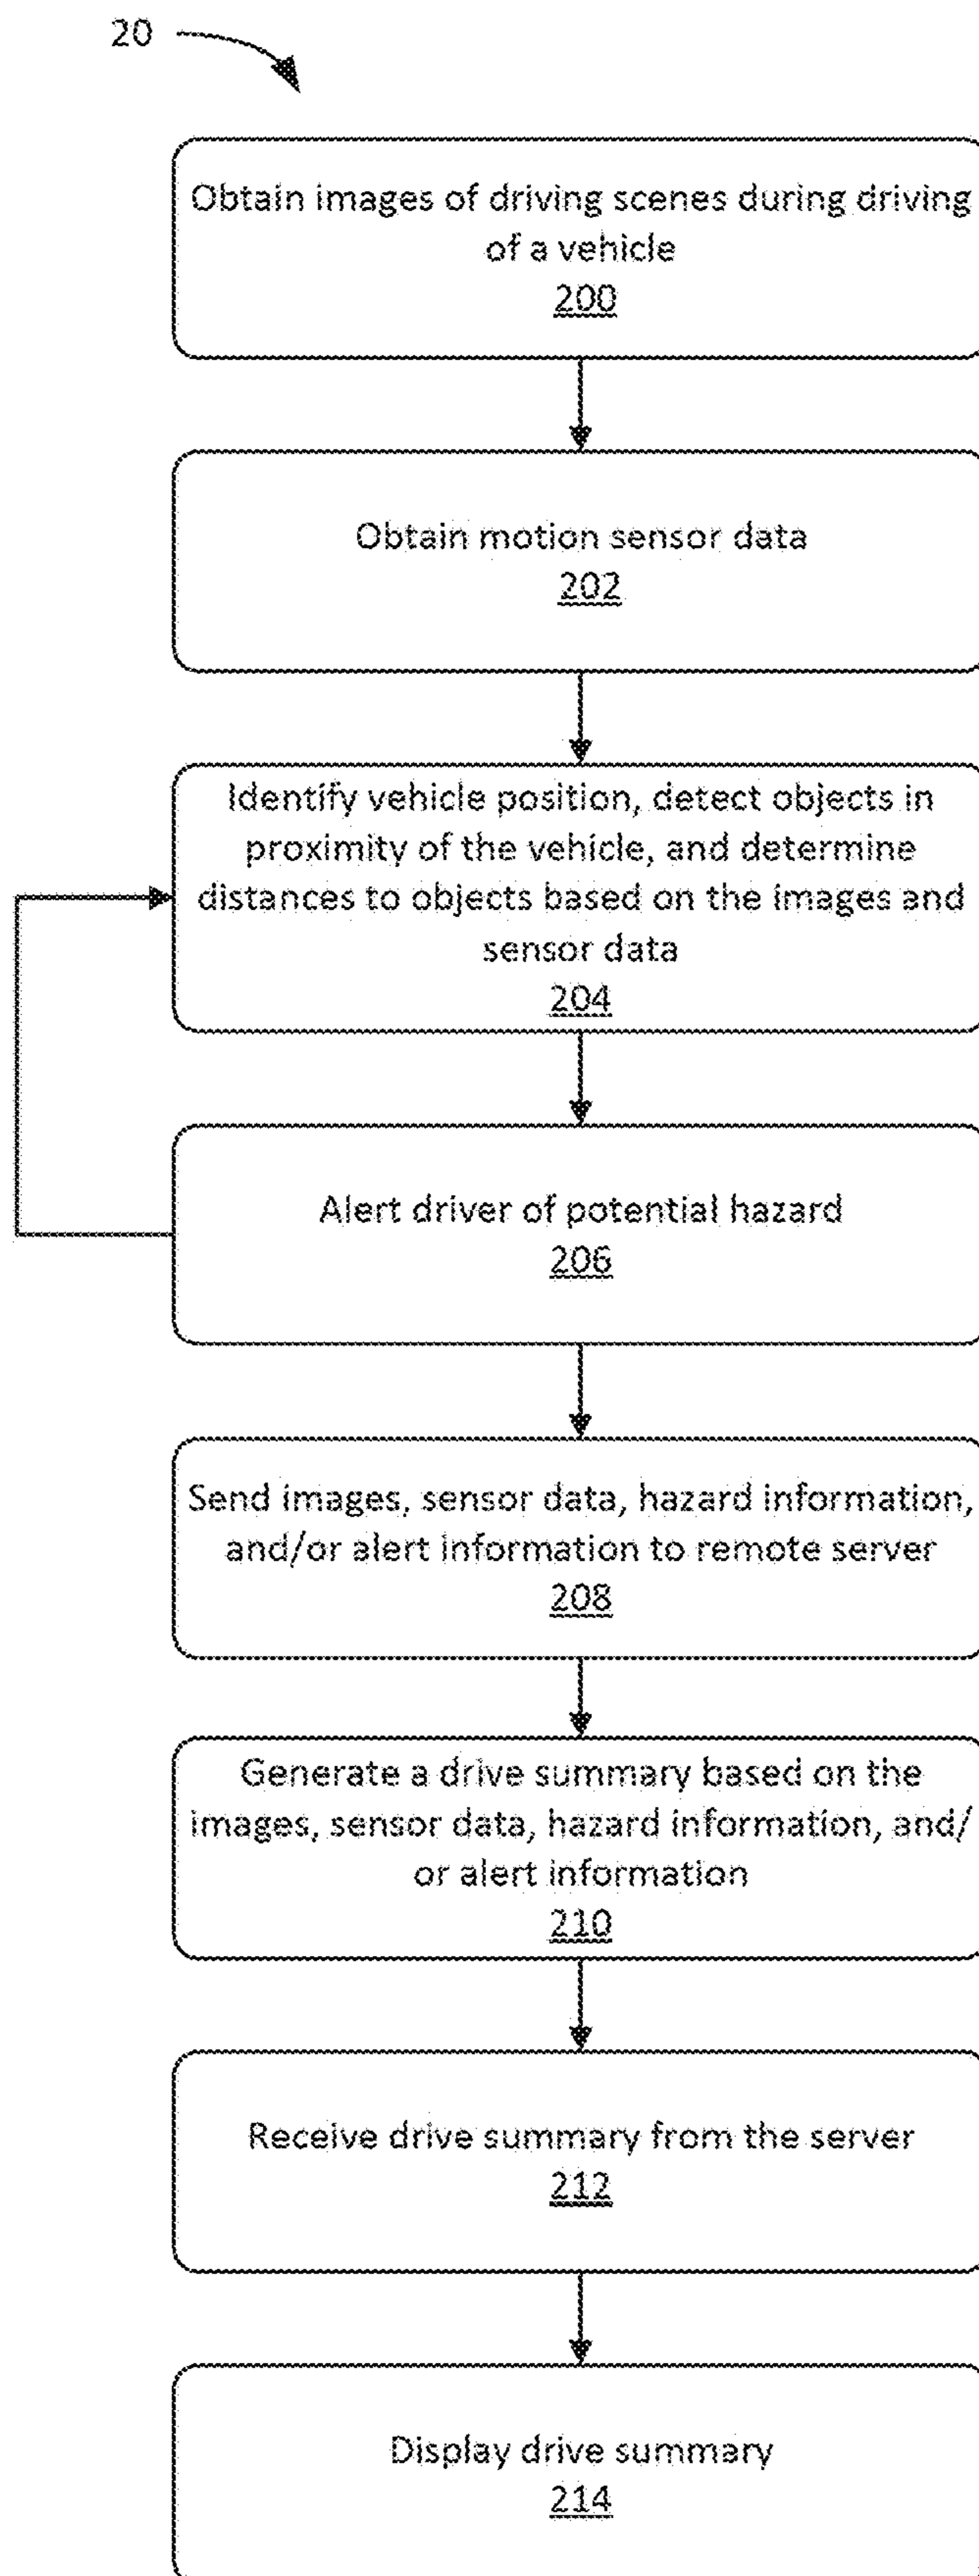 20
Obtain images of driving scenes during driving
of a vehicle
200
Obtain motion sensor data
202
Identify vehicle position, detect objects in
proximity of the vehicle, and determine
distances to objects based on the images and
sensor data
204
Alert driver of potential hazard
206
Send images, sensor data, hazard information,
and/or alert information to remote server
208
Generate a drive summary based on the
images, sensor data, hazard information, and/
or alert information
210
Receive drive summary from the server
212
Display drive summary
214